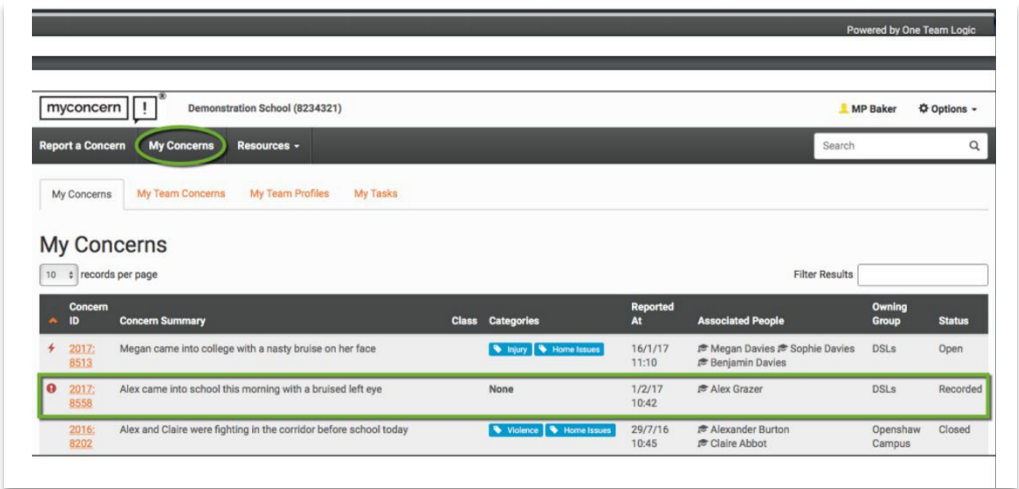 Powered by One Team Logic
myconcern ! ®
Demonstration School (8234321)
MP Baker
Options
Report a Concern
My Concerns
Resources
Search
My Concerns
My Team Concerns
My Team Profiles
My Tasks
My Concerns
10 records per page
Filter Results
Concern ID
Concern Summary
Class
Categories
Reported At
Associated People
Owning Group
Status
2017:
8513
Megan came into college with a nasty bruise on her face
Injury
Home Issues
16/1/17
11:10
Megan Davies Sophie Davies
Benjamin Davies
DSLs
Open
2017:
8558
Alex came into school this morning with a bruised left eye
None
1/2/17
10:42
Alex Grazer
DSLs
Recorded
2016:
8202
Alex and Claire were fighting in the corridor before school today
Violence
Home Issues
29/7/16
10:45
Alexander Burton
Claire Abbot
Openshaw
Campus
Closed